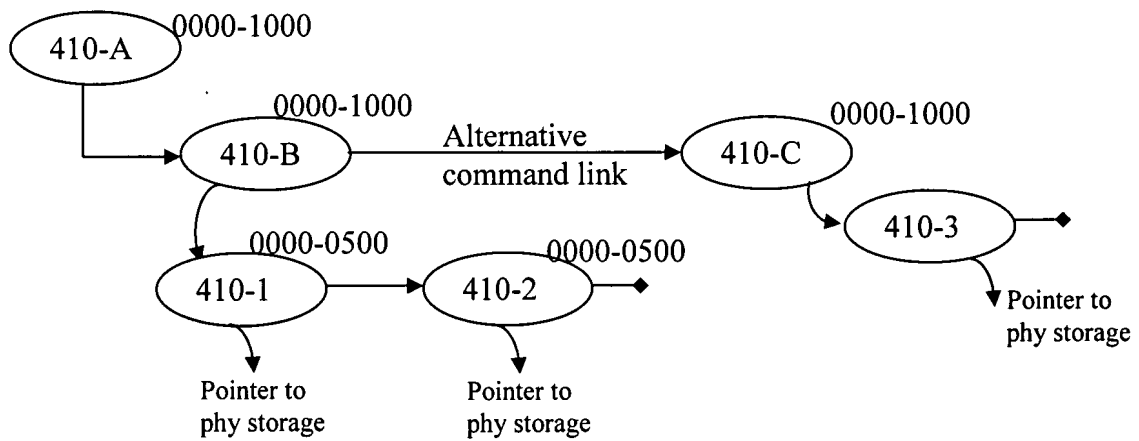 0000-1000
410-A
0000-1000
0000-1000
Alternative
410-B
410-C
command link
410-3
0000-0500
0000-0500
410-1
410-2
Pointer to
phy storage
Pointer to
phy storage
Pointer to
phy storage